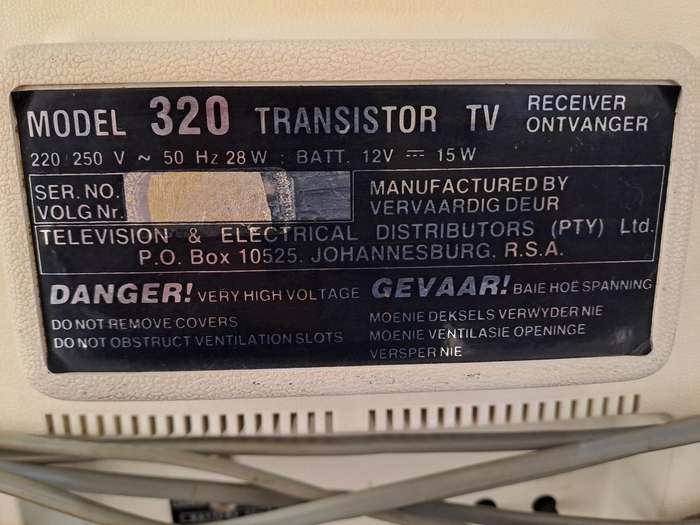 MODEL 320 TRANSISTOR TV RECEIVER
ONTVANGER
220/250 V ~ 50 Hz 28 W : BATT. 12V ⎓ 15 W
SER. NO.
VOLG Nr.
MANUFACTURED BY
VERVAARDIG DEUR
TELEVISION & ELECTRICAL DISTRIBUTORS (PTY) Ltd.
P.O. Box 10525, JOHANNESBURG. R.S.A.
DANGER! VERY HIGH VOLTAGE
DO NOT REMOVE COVERS
DO NOT OBSTRUCT VENTILATION SLOTS
GEVAAR! BAIE HOË SPANNING
MOENIE DEKSELS VERWYDER NIE
MOENIE VENTILASIE OPENINGE
VERSPER NIE